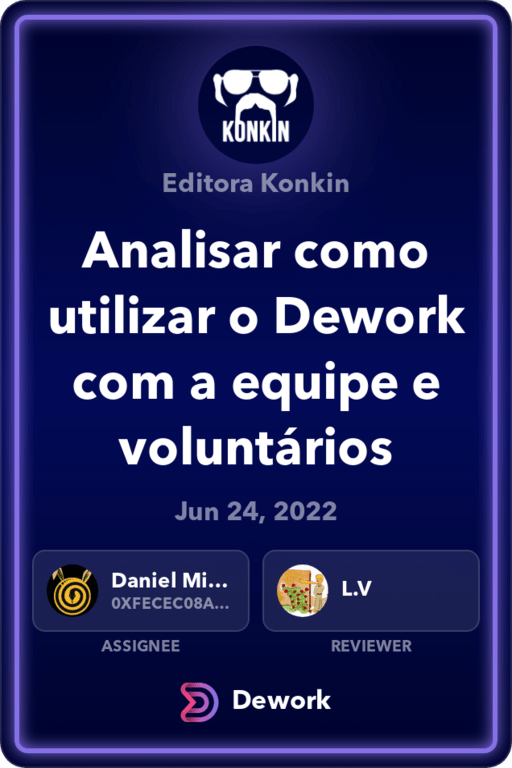 KONKIN
Editora Konkin
Analisar como
utilizar o Dework
com a equipe e
voluntários
Jun 24, 2022
Daniel Mi...
0XFECEC08A...
L.V
ASSIGNEE
REVIEWER
Dework